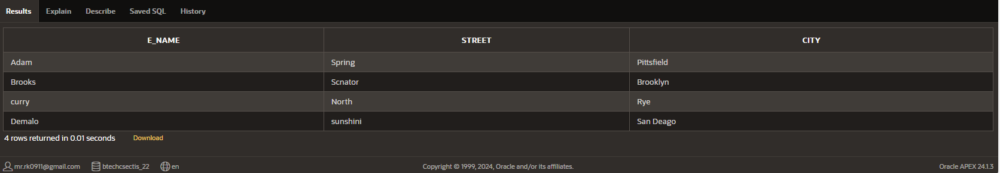 Results Explain Describe Saved SQL History
E_NAME STREET CITY
Adam Spring Pittsfield
Brooks Scnator Brooklyn
curry North Rye
Demalo sunshini San Deago
4 rows returned in 0.01 seconds Download
mr.rk0911@gmail.com btechcsectis_22 en Copyright © 1999, 2024, Oracle and/or its affiliates. Oracle APEX 24.1.3